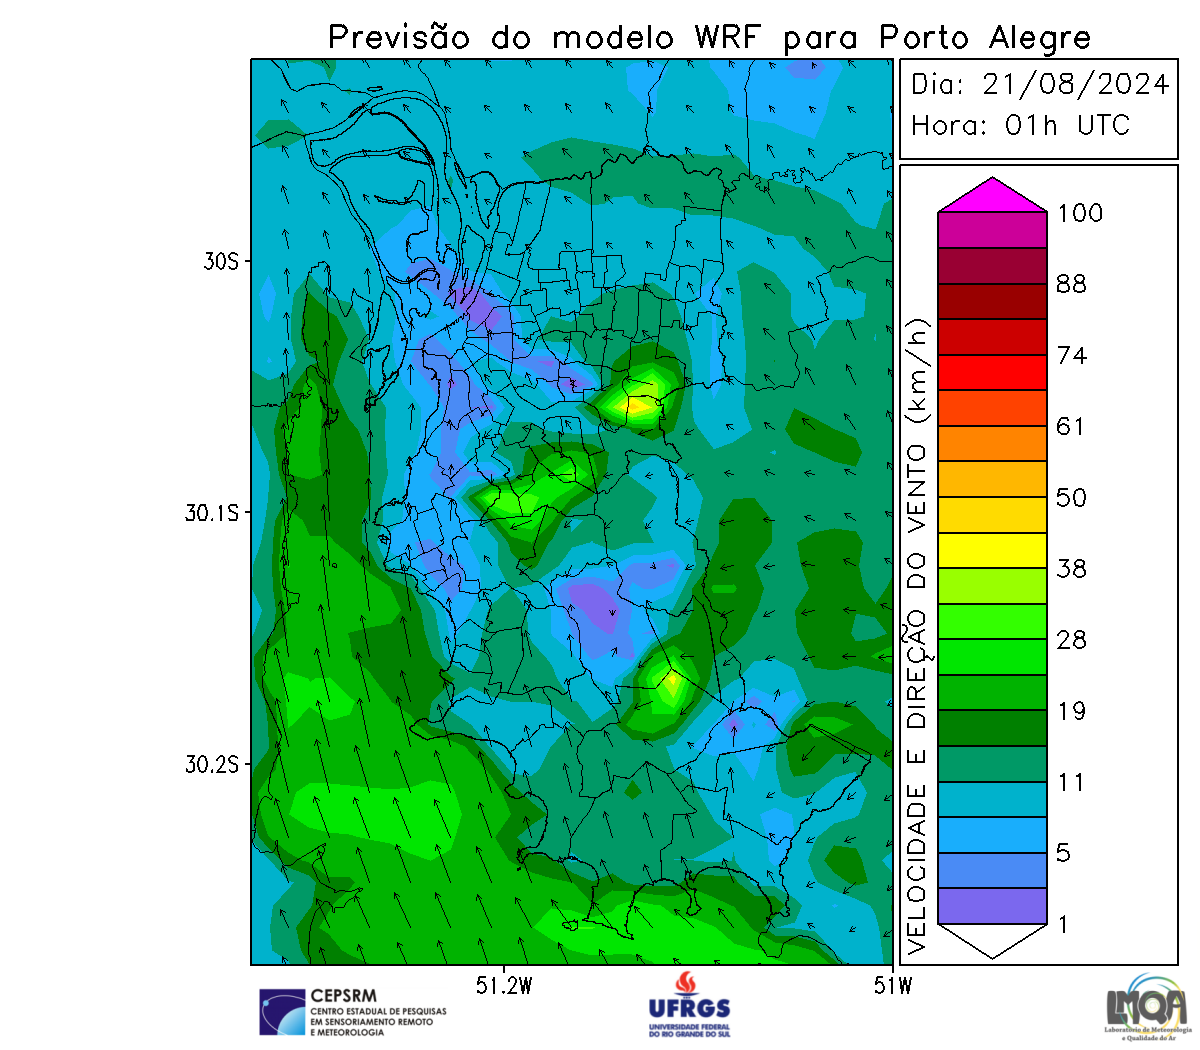 Previsão do modelo WRF para Porto Alegre
Dia: 21/08/2024
Hora: 01h UTC
30S
30.1S
30.2S
51.2W
51W
VELOCIDADE E DIREÇÃO DO VENTO (km/h)
100
88
74
61
50
38
28
19
11
5
1
CEPSRM
CENTRO ESTADUAL DE PESQUISAS
EM SENSORIAMENTO REMOTO
E METEOROLOGIA
UFRGS
UNIVERSIDADE FEDERAL
DO RIO GRANDE DO SUL
LMQA
Laboratório de Meteorologia
e Qualidade do Ar